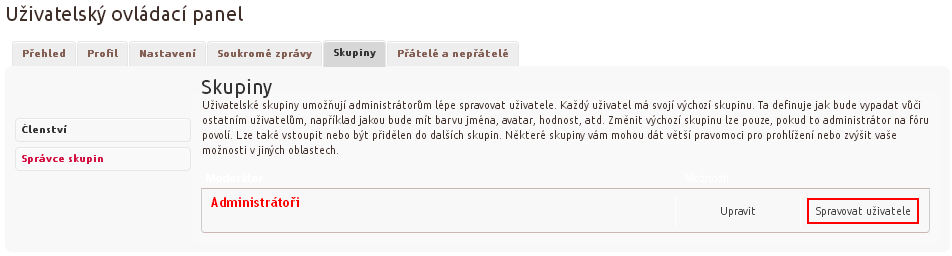 Uživatelský ovládací panel
Přehled Profil Nastavení Soukromé zprávy Skupiny Přátelé a nepřátelé
Skupiny
Uživatelské skupiny umožňují administrátorům lépe spravovat uživatele. Každý uživatel má svojí výchozí skupinu. Ta definuje jak bude vypadat vůči
ostatním uživatelům, například jakou bude mít barvu jména, avatar, hodnost, atd. Změnit výchozí skupinu lze pouze, pokud to administrátor na fóru
povolí. Lze také vstoupit nebo být přidělen do dalších skupin. Některé skupiny vám mohou dát větší pravomoci pro prohlížení nebo zvýšit vaše
možnosti v jiných oblastech.
Členství
Správce skupin
Moderátor
Administrátoři Upravit Spravovat uživatele